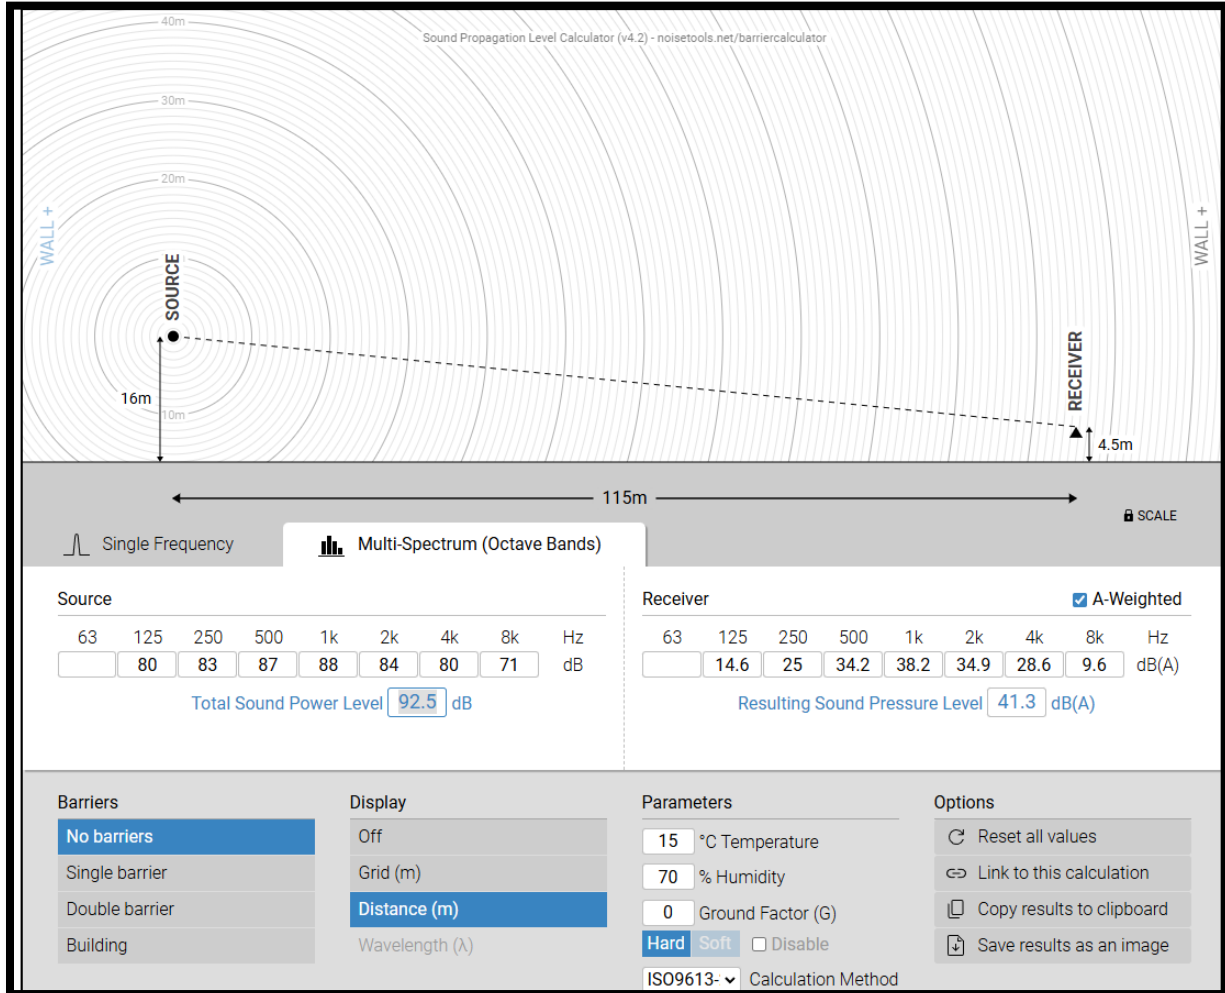 40m
Sound Propagation Level Calculator (v4.2) - noisetools.net/barriercalculator
30m
20m
WALL +
WALL +
SOURCE
RECEIVER
16m
10m
4.5m
115m
SCALE
Single Frequency
Multi-Spectrum (Octave Bands)
Source
63 125 250 500 1k 2k 4k 8k Hz
80 83 87 88 84 80 71 dB
Total Sound Power Level 92.5 dB
Receiver
A-Weighted
63 125 250 500 1k 2k 4k 8k Hz
14.6 25 34.2 38.2 34.9 28.6 9.6 dB(A)
Resulting Sound Pressure Level 41.3 dB(A)
Barriers
No barriers
Single barrier
Double barrier
Building
Display
Off
Grid (m)
Distance (m)
Wavelength (λ)
Parameters
15 °C Temperature
70 % Humidity
0 Ground Factor (G)
Hard Soft Disable
ISO9613- Calculation Method
Options
Reset all values
Link to this calculation
Copy results to clipboard
Save results as an image